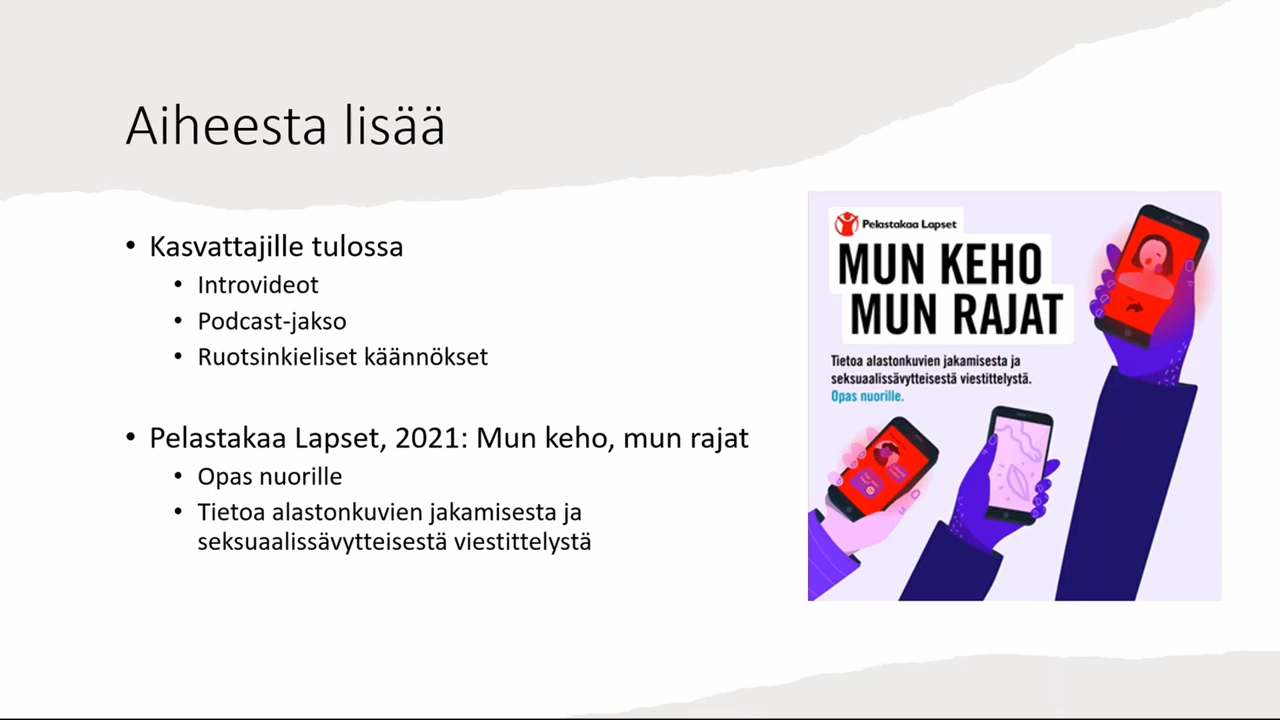 Aiheesta lisää
• Kasvattajille tulossa
• Introvideot
• Podcast-jakso
• Ruotsinkieliset käännökset
• Pelastakaa Lapset, 2021: Mun keho, mun rajat
• Opas nuorille
• Tietoa alastonkuvien jakamisesta ja
seksuaalissävytteisestä viestittelystä
Pelastakaa Lapset
MUN KEHO
MUN RAJAT
Tietoa alastonkuvien jakamisesta ja
seksuaalissävytteisestä viestittelystä.
Opas nuorille.